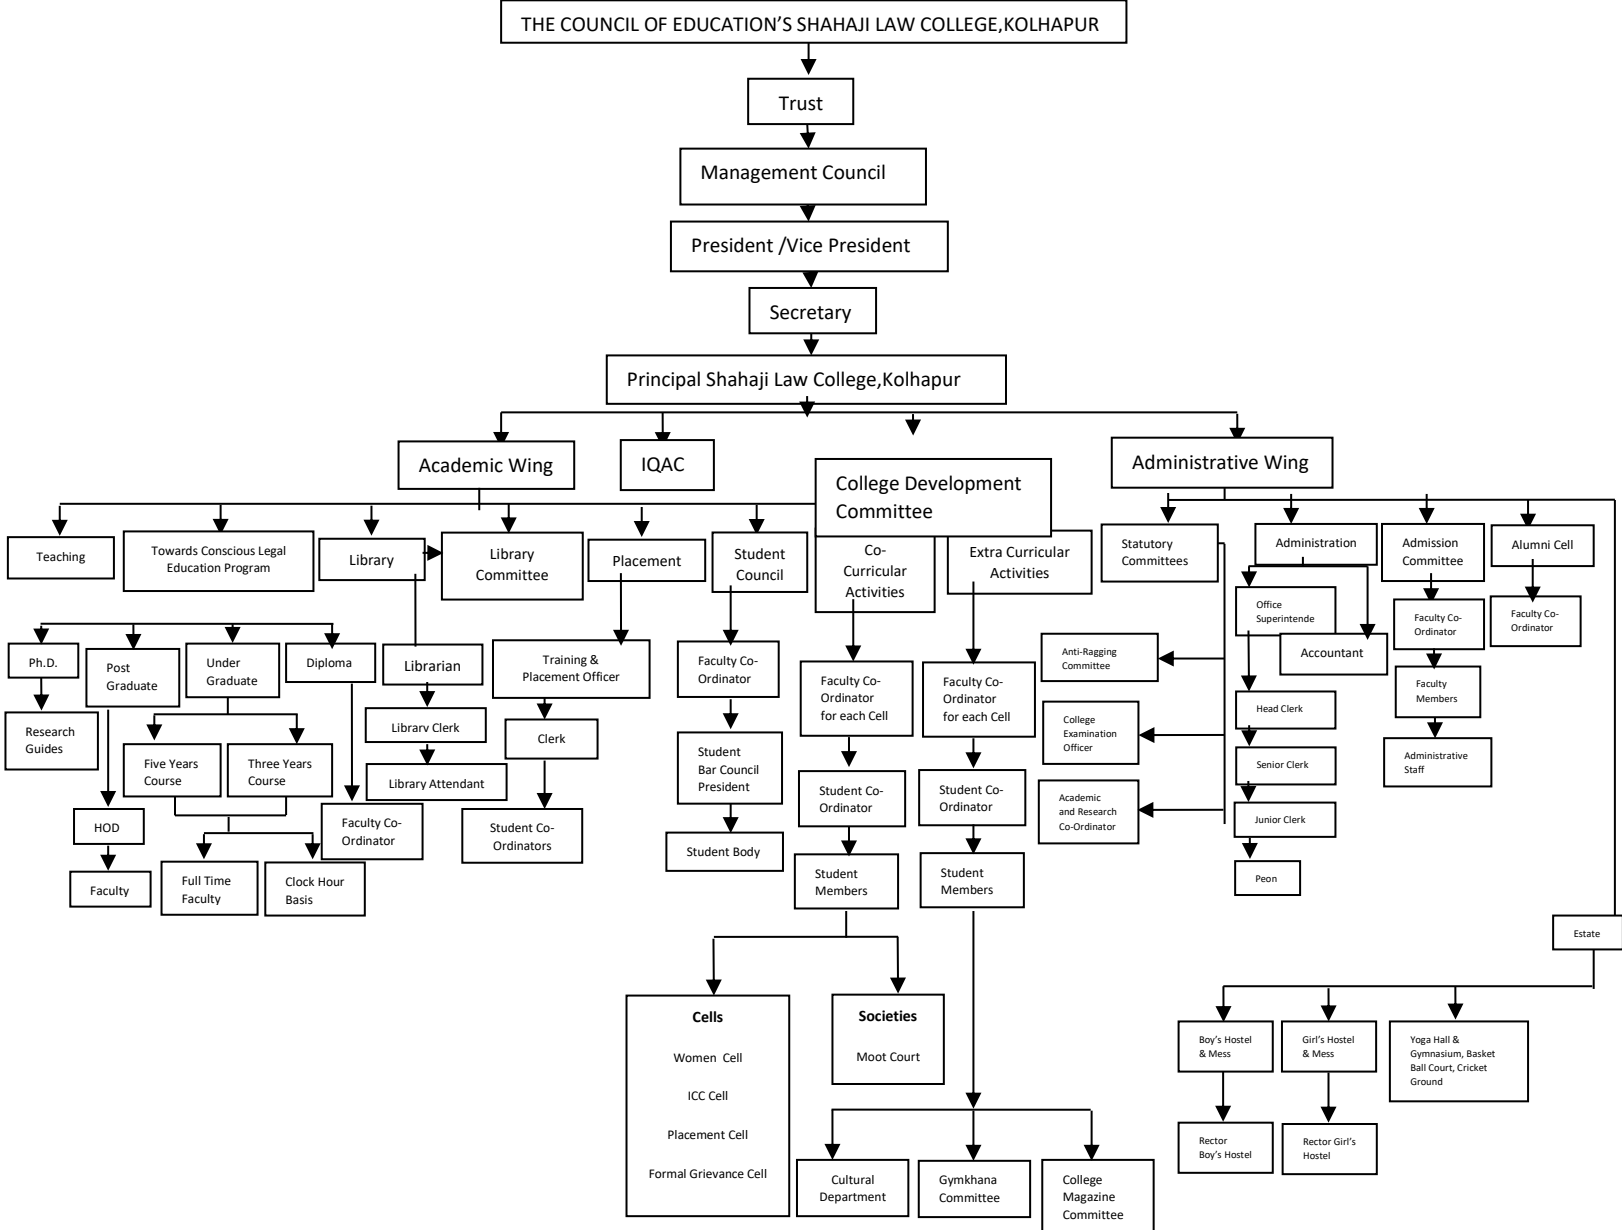 THE COUNCIL OF EDUCATION’S SHAHAJI LAW COLLEGE,KOLHAPUR
Trust
Management Council
President /Vice President
Secretary
Principal Shahaji Law College,Kolhapur
Academic Wing
IQAC
College Development
Committee
Administrative Wing
Teaching
Towards Conscious Legal
Education Program
Library
Library
Committee
Placement
Student
Council
Co-
Curricular
Activities
Extra Curricular
Activities
Statutory
Committees
Administration
Admission
Committee
Alumni Cell
Ph.D.
Post
Graduate
Under
Graduate
Diploma
Librarian
Training &
Placement Officer
Faculty Co-
Ordinator
Faculty Co-
Ordinator
for each Cell
Faculty Co-
Ordinator
for each Cell
Anti-Ragging
Committee
Office
Superintende
Accountant
Faculty Co-
Ordinator
Faculty Co-
Ordinator
Research
Guides
Five Years
Course
Three Years
Course
Library Clerk
Clerk
Student
Bar Council
President
College
Examination
Officer
Head Clerk
Faculty
Members
Library Attendant
Student Co-
Ordinator
Student Co-
Ordinator
Academic
and Research
Co-Ordinator
Senior Clerk
Administrative
Staff
HOD
Faculty Co-
Ordinator
Student Co-
Ordinators
Student Body
Junior Clerk
Faculty
Full Time
Faculty
Clock Hour
Basis
Student
Members
Student
Members
Peon
Estate
Cells
Women Cell
ICC Cell
Placement Cell
Formal Grievance Cell
Societies
Moot Court
Boy’s Hostel
& Mess
Girl’s Hostel
& Mess
Yoga Hall &
Gymnasium, Basket
Ball Court, Cricket
Ground
Rector
Boy’s Hostel
Rector Girl’s
Hostel
Cultural
Department
Gymkhana
Committee
College
Magazine
Committee